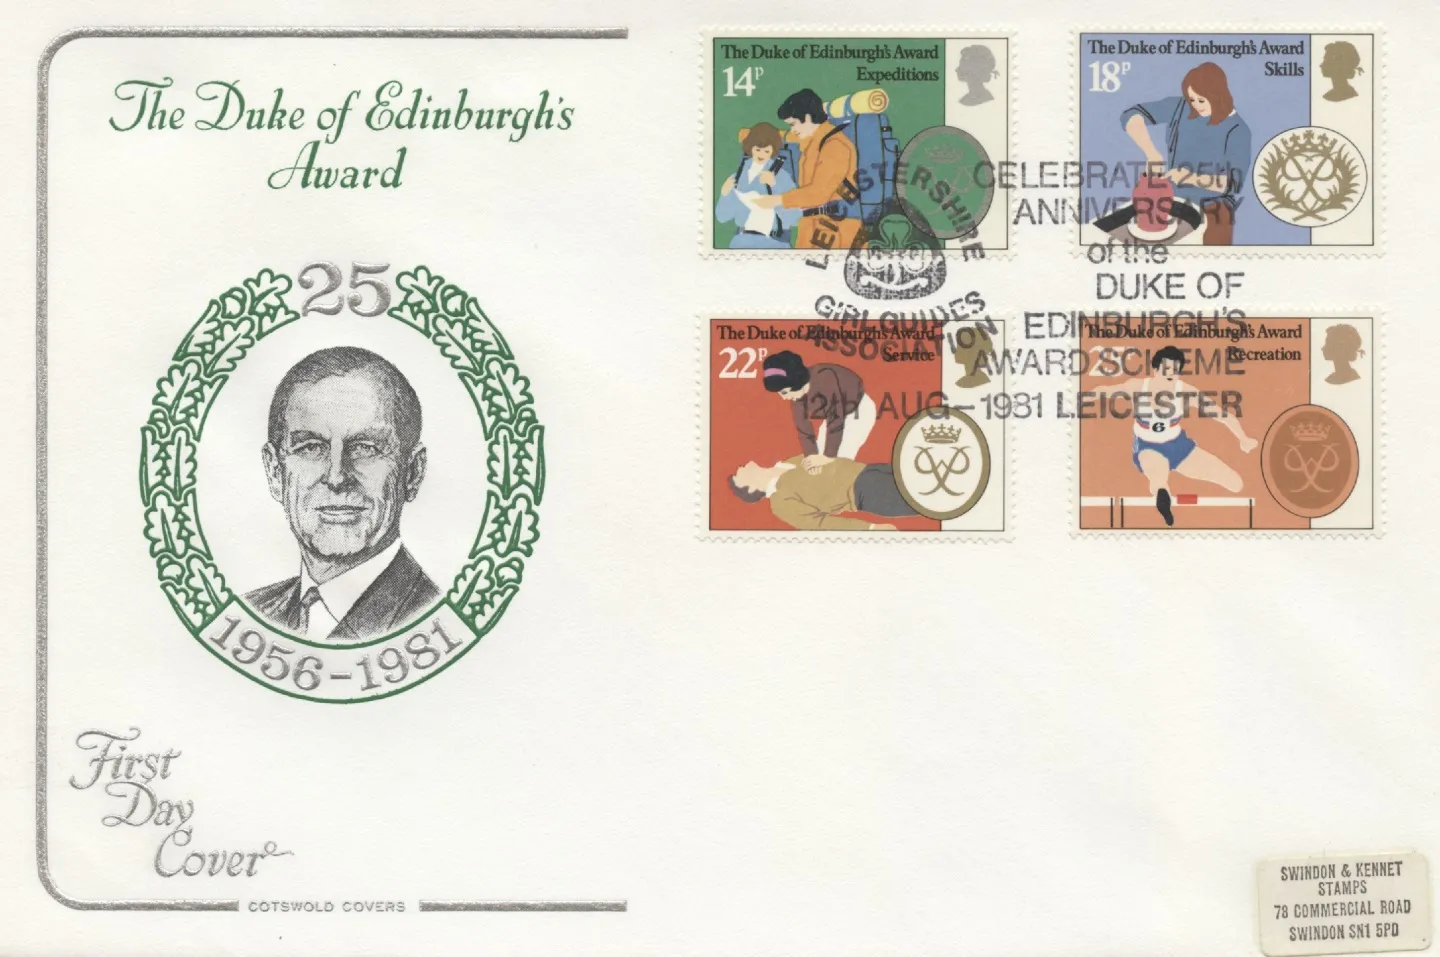 The Duke of Edinburgh's
Award
25
1956-1981
First
Day
Cover
COTSWOLD COVERS
The Duke of Edinburgh's Award
Expeditions
14P
The Duke of Edinburgh's Award
Skills
18P
The Duke of Edinburgh's Award
Service
22P
The Duke of Edinburgh's Award
Recreation
6
LEICESTERSHIRE
GIRL GUIDES
ASSOCIATION
CELEBRATE 25th
ANNIVERSARY
of the
DUKE OF
EDINBURGH'S
AWARD SCHEME
12th AUG-1981 LEICESTER
SWINDON & KENNET
STAMPS
78 COMMERCIAL ROAD
SWINDON SN1 5PD